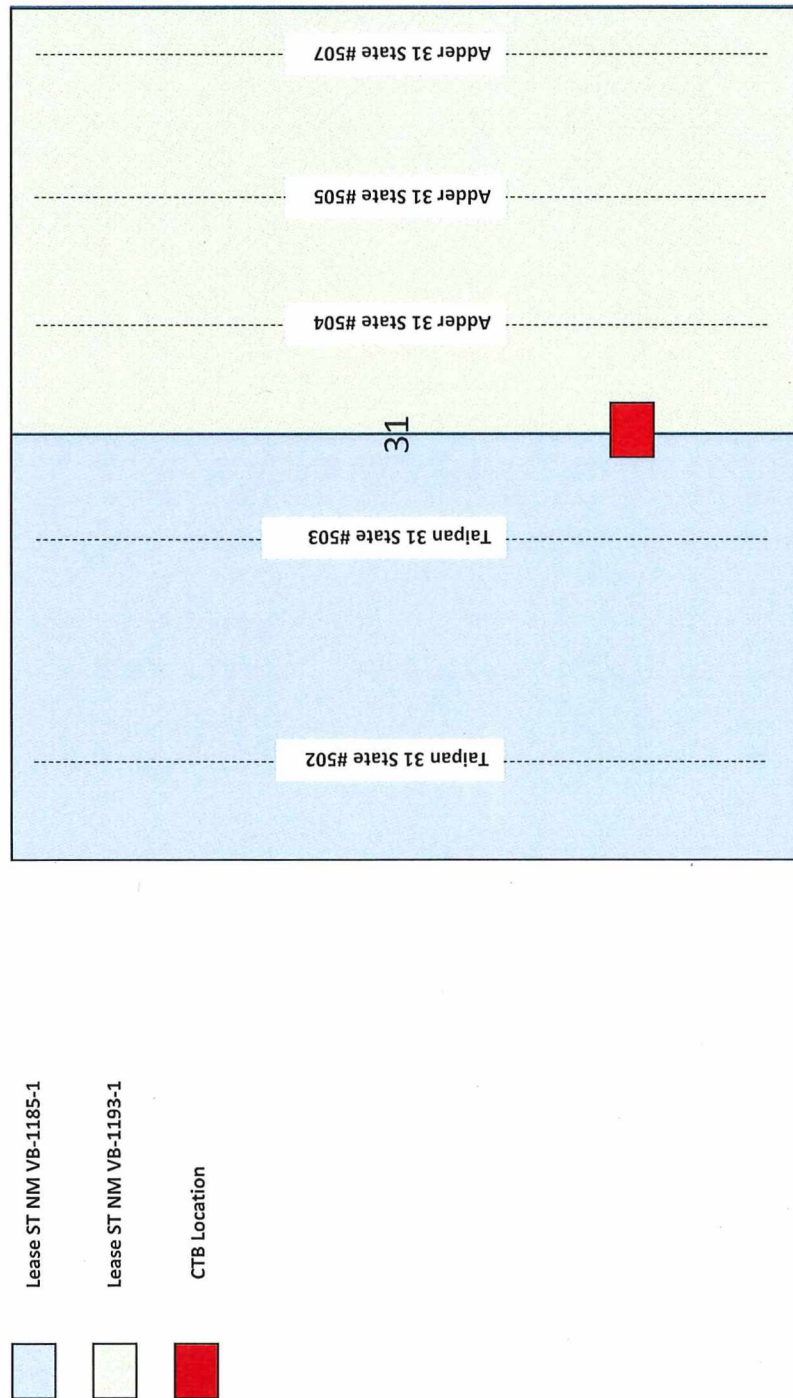 Lease ST NM VB-1185-1
Lease ST NM VB-1193-1
CTB Location
Taipan 31 State #502
Taipan 31 State #503
31
Adder 31 State #504
Adder 31 State #505
Adder 31 State #507